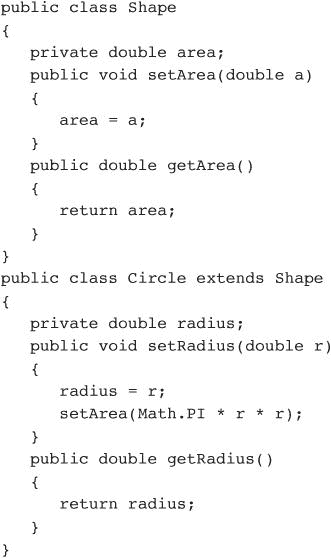 public class Shape
{
private double area;
public void setArea(double a)
{
area = a;
}
public double getArea()
{
return area;
}
}
public class Circle extends Shape
{
private double radius;
public void setRadius(double r)
{
radius = r;
setArea(Math.PI * r * r);
}
public double getRadius()
{
return radius;
}
}